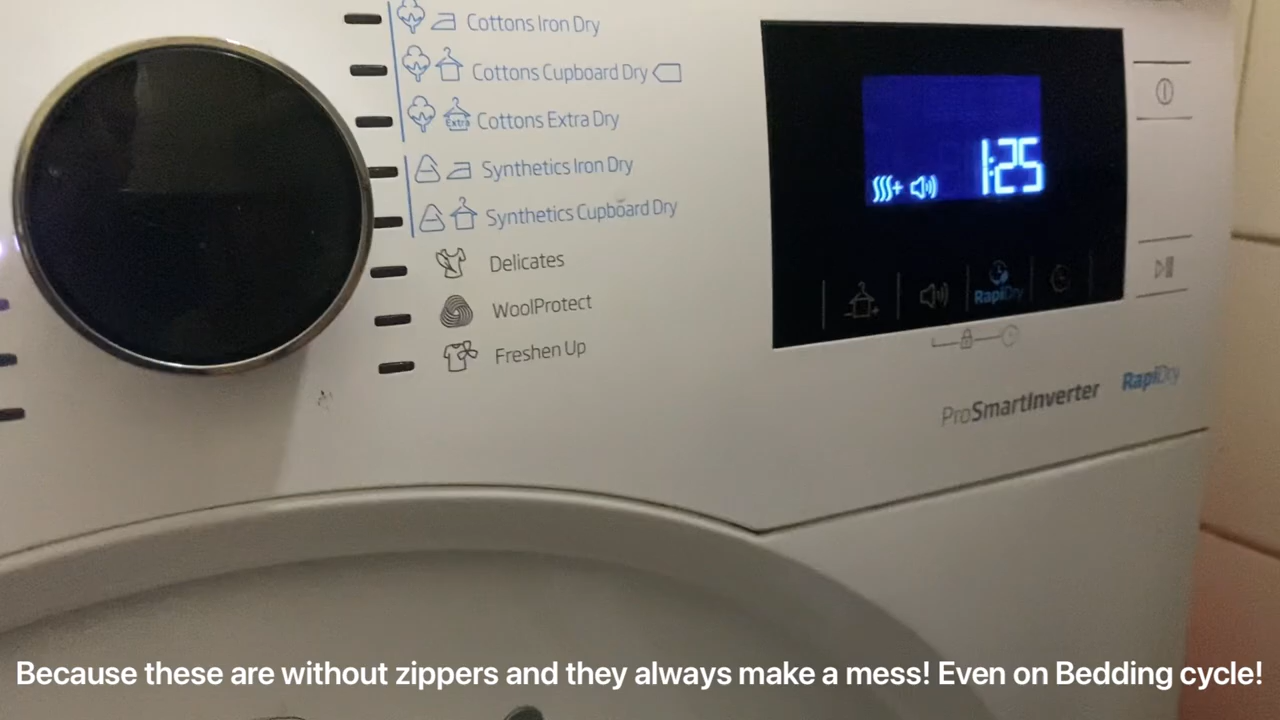 Cottons Iron Dry
Cottons Cupboard Dry
Extra
Cottons Extra Dry
Synthetics Iron Dry
Synthetics Cupboard Dry
Delicates
WoolProtect
Freshen Up
1:25
RapiDry
ProSmartInverter
RapiDry
Because these are without zippers and they always make a mess! Even on Bedding cycle!